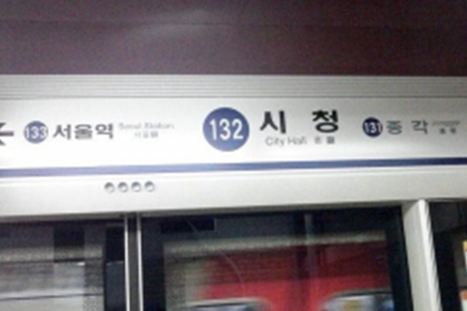 133 서울역 Seoul Station
132 시청
City Hall
131 종각